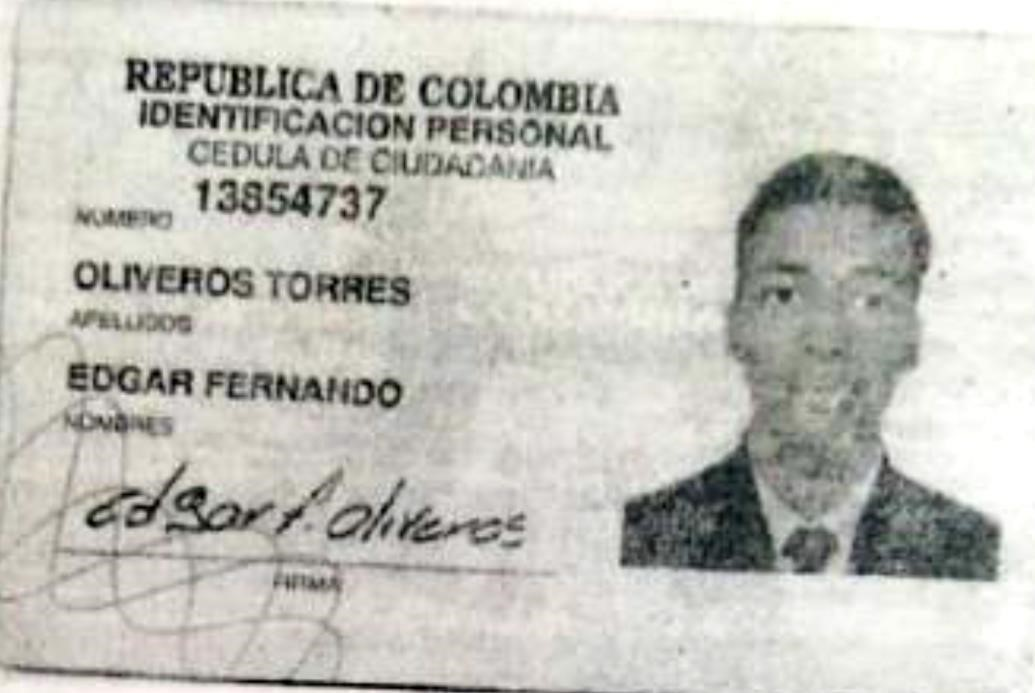 REPUBLICA DE COLOMBIA
IDENTIFICACION PERSONAL
CEDULA DE CIUDADANIA
NUMERO 13854737
OLIVEROS TORRES
APELLIDOS
EDGAR FERNANDO
NOMBRES
Edgar F. Oliveros
FIRMA